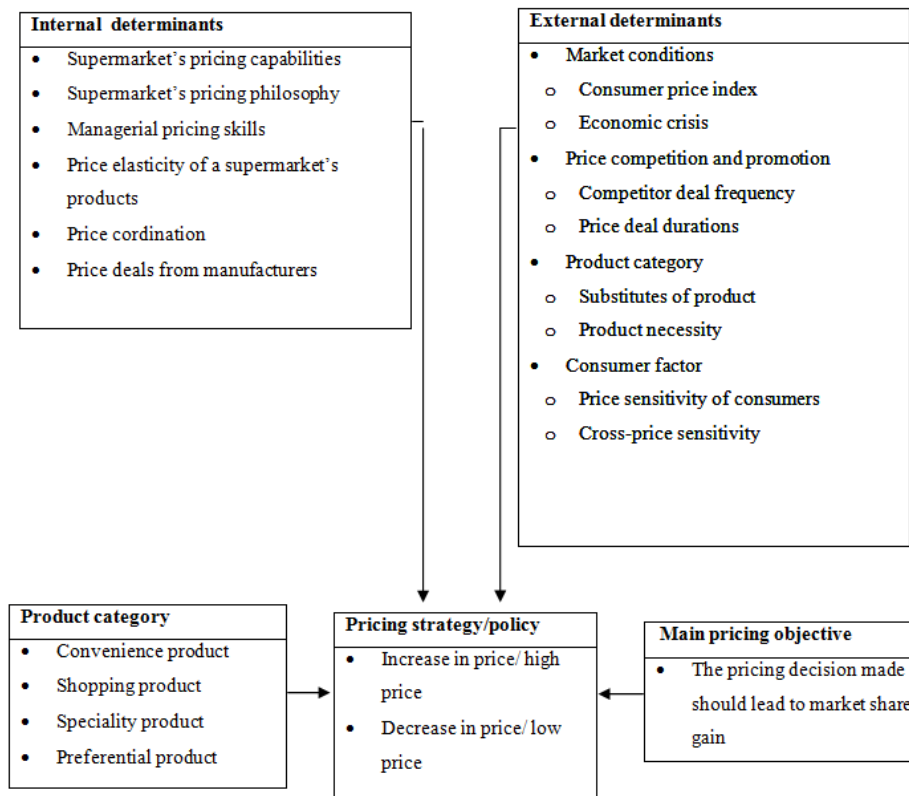 Internal determinants
• Supermarket's pricing capabilities
• Supermarket's pricing philosophy
• Managerial pricing skills
• Price elasticity of a supermarket's
products
• Price cordination
• Price deals from manufacturers
External determinants
• Market conditions
o Consumer price index
o Economic crisis
• Price competition and promotion
o Competitor deal frequency
o Price deal durations
• Product category
o Substitutes of product
o Product necessity
• Consumer factor
o Price sensitivity of consumers
o Cross-price sensitivity
Product category
• Convenience product
• Shopping product
• Speciality product
• Preferential product
Pricing strategy/policy
• Increase in price/ high
price
• Decrease in price/ low
price
Main pricing objective
• The pricing decision made
should lead to market share
gain